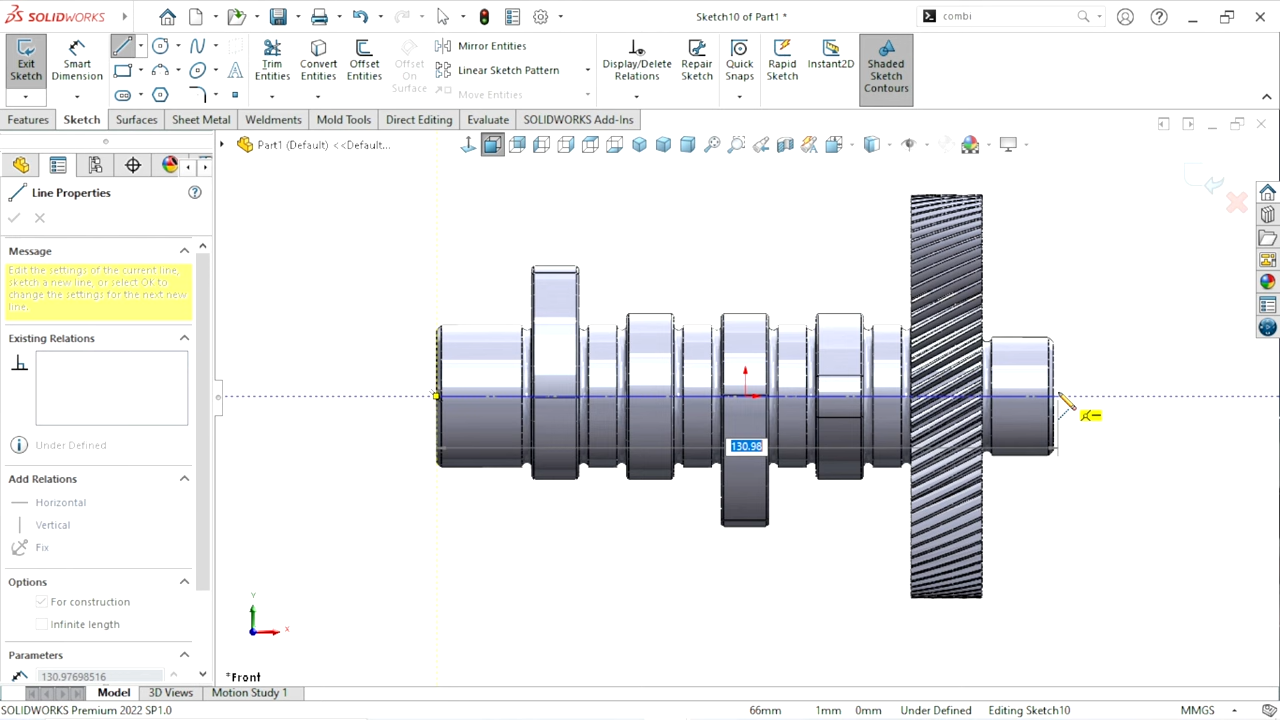 SOLIDWORKS
Sketch10 of Part1 *
combi
Exit Sketch
Smart Dimension
Trim Entities
Convert Entities
Offset Entities
Offset On Surface
Mirror Entities
Linear Sketch Pattern
Move Entities
Display/Delete Relations
Repair Sketch
Quick Snaps
Rapid Sketch
Instant2D
Shaded Sketch Contours
Features
Sketch
Surfaces
Sheet Metal
Weldments
Mold Tools
Direct Editing
Evaluate
SOLIDWORKS Add-Ins
Part1 (Default) <<Default...
Line Properties
Message
Edit the settings of the current line,
sketch a new line, or select OK to
change the settings for the next new
line.
Existing Relations
Under Defined
Add Relations
Horizontal
Vertical
Fix
Options
For construction
Infinite length
Parameters
130.97698516
130.98
Y
X
*Front
Model
3D Views
Motion Study 1
SOLIDWORKS Premium 2022 SP1.0
66mm
1mm
0mm
Under Defined
Editing Sketch10
MMGS